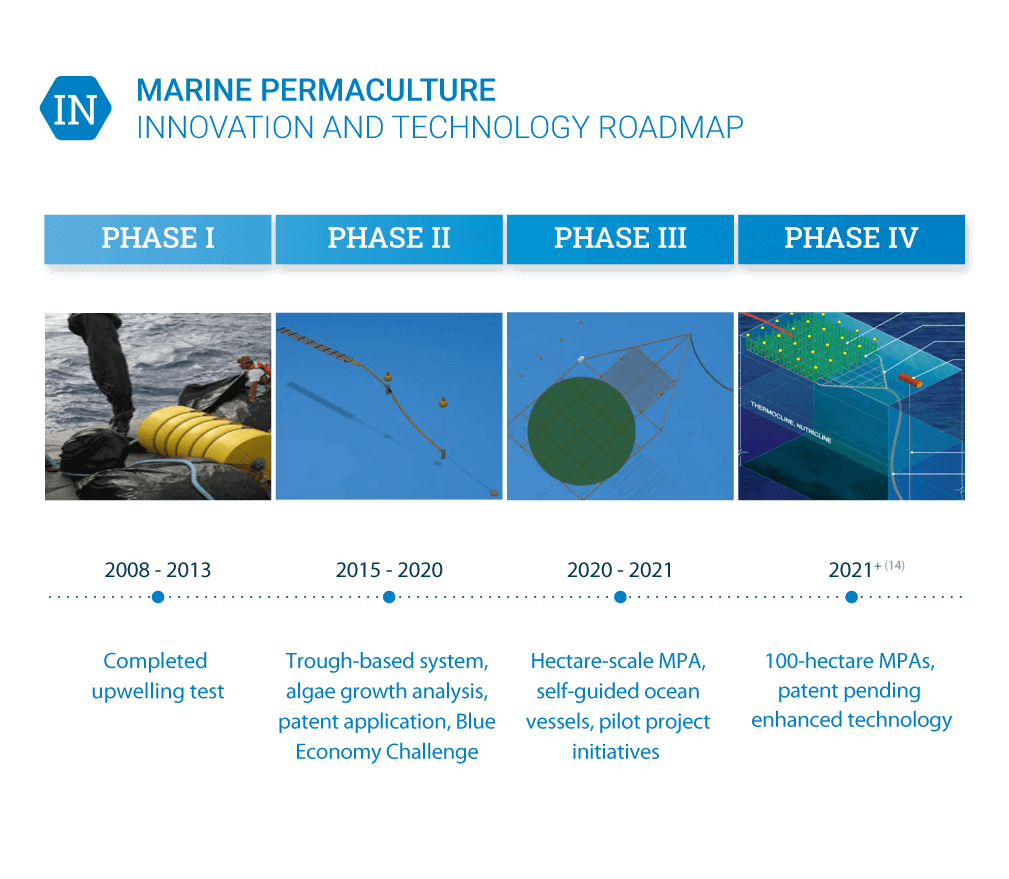 IN
MARINE PERMACULTURE
INNOVATION AND TECHNOLOGY ROADMAP
PHASE I
PHASE II
PHASE III
PHASE IV
THERMOCLINE, NUTRICLINE
2008 - 2013
2015 - 2020
2020 - 2021
2021+ (14)
Completed
upwelling test
Trough-based system,
algae growth analysis,
patent application, Blue
Economy Challenge
Hectare-scale MPA,
self-guided ocean
vessels, pilot project
initiatives
100-hectare MPAs,
patent pending
enhanced technology